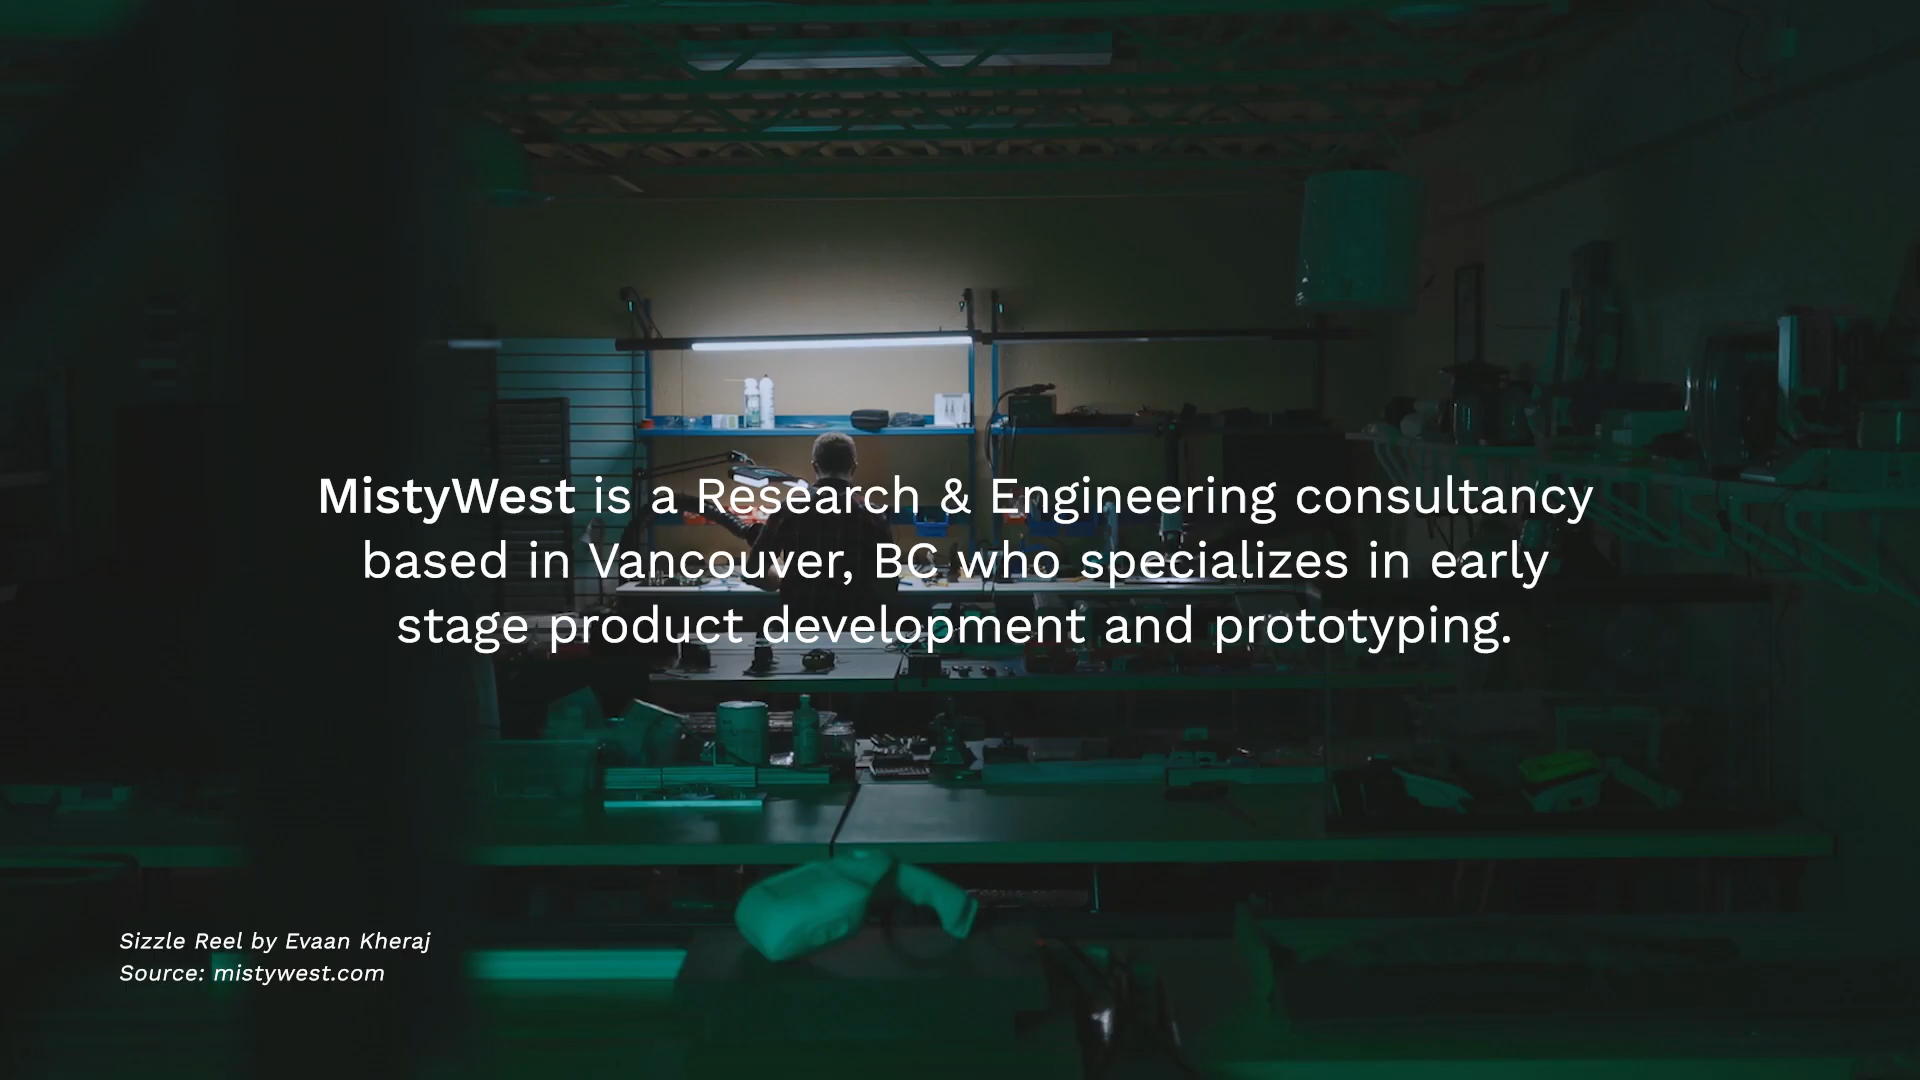 MistyWest is a Research & Engineering consultancy
based in Vancouver, BC who specializes in early
stage product development and prototyping.
Sizzle Reel by Evaan Kheraj
Source: mistywest.com